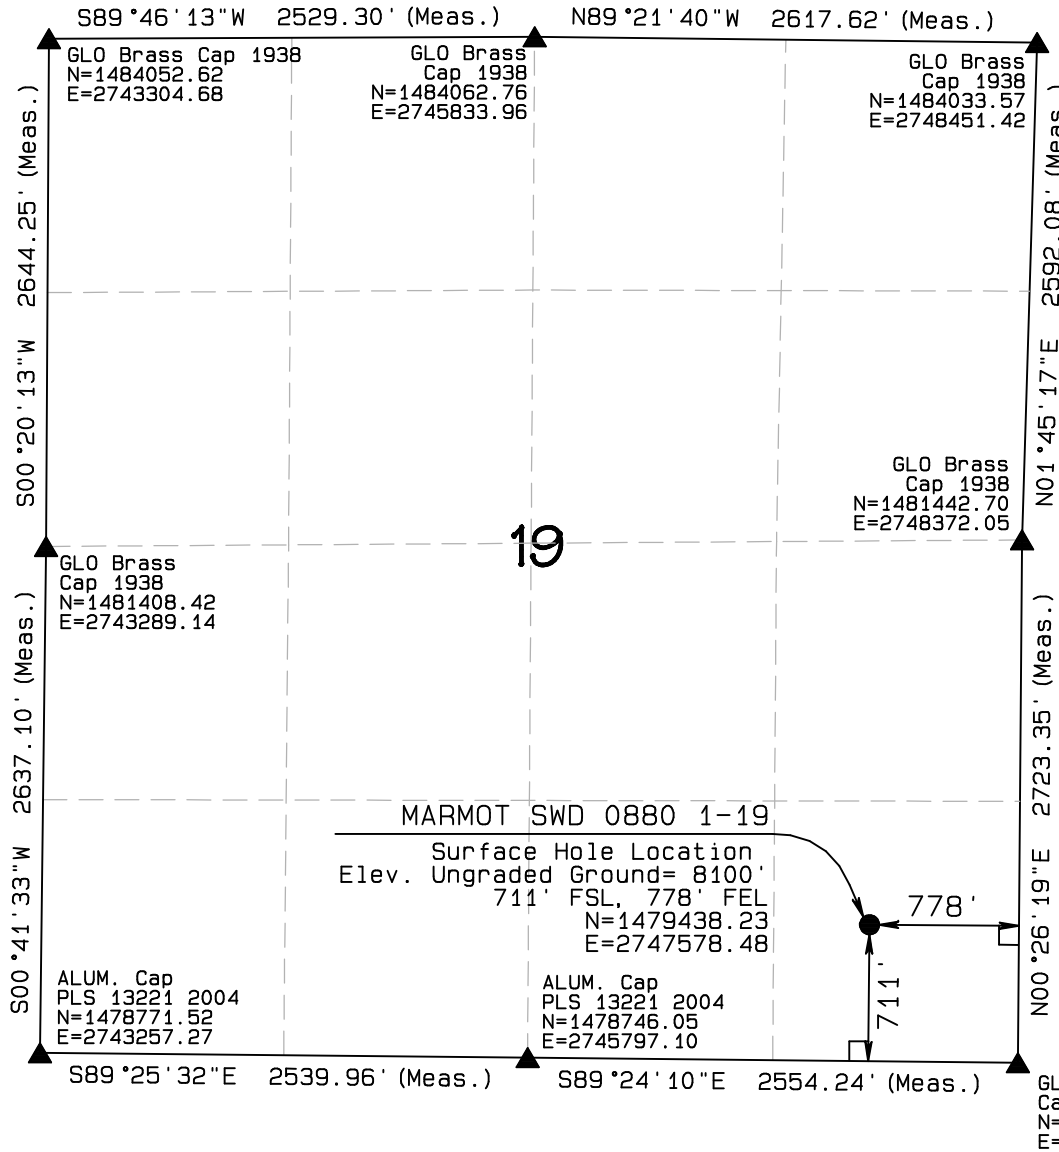 S89°46'13"W 2529.30' (Meas.)
N89°21'40"W 2617.62' (Meas.)
GLO Brass Cap 1938
N=1484052.62
E=2743304.68
GLO Brass
Cap 1938
N=1484062.76
E=2745833.96
GLO Brass
Cap 1938
N=1484033.57
E=2748451.42
S00°20'13"W 2644.25' (Meas.)
N01°45'17"E 2592.08' (Meas.)
GLO Brass
Cap 1938
N=1481442.70
E=2748372.05
19
GLO Brass
Cap 1938
N=1481408.42
E=2743289.14
S00°41'33"W 2637.10' (Meas.)
N00°26'19"E 2723.35' (Meas.)
MARMOT SWD 0880 1-19
Surface Hole Location
Elev. Ungraded Ground= 8100'
711' FSL, 778' FEL
N=1479438.23
E=2747578.48
778'
711'
ALUM. Cap
PLS 13221 2004
N=1478771.52
E=2743257.27
ALUM. Cap
PLS 13221 2004
N=1478746.05
E=2745797.10
S89°25'32"E 2539.96' (Meas.)
S89°24'10"E 2554.24' (Meas.)
GL
Ca
N=
E=